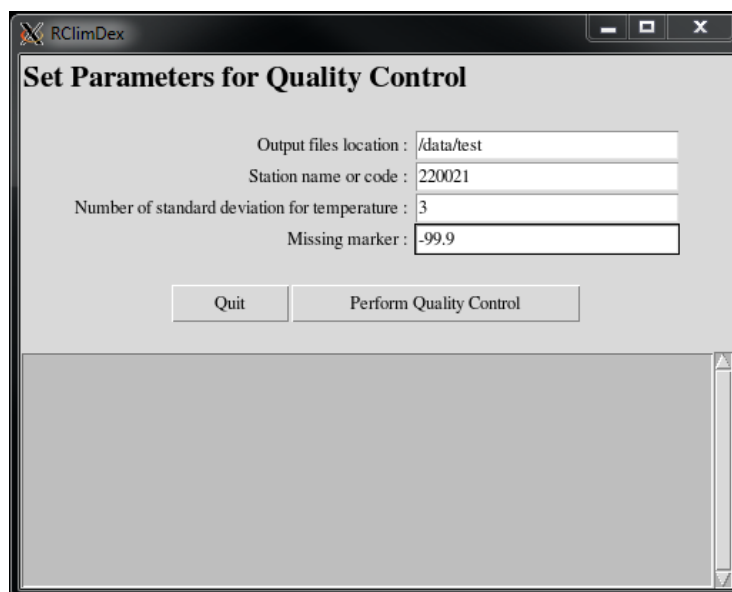 RClimDex
Set Parameters for Quality Control
Output files location : /data/test
Station name or code : 220021
Number of standard deviation for temperature : 3
Missing marker : -99.9
Quit Perform Quality Control